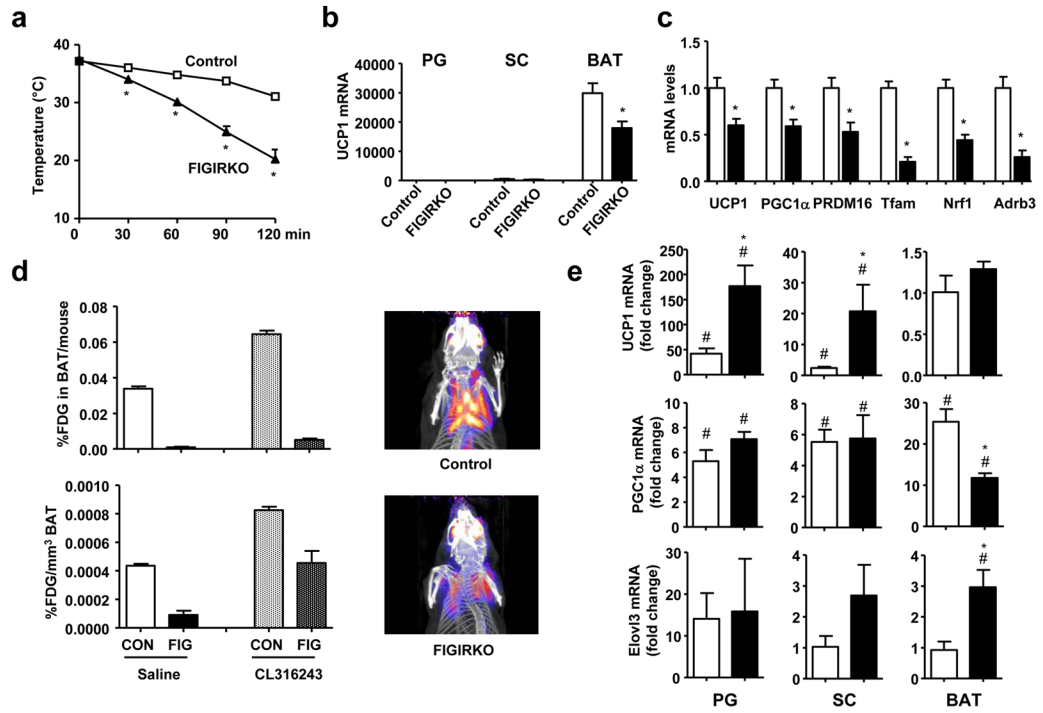 a
40
30
20
10
Temperature (°C)
Control
FIGIRKO
*
*
*
*
0 30 60 90 120 min
b
PG SC BAT
40000
30000
20000
10000
0
UCP1 mRNA
*
Control
FIGIRKO
Control
FIGIRKO
Control
FIGIRKO
c
1.5
1.0
0.5
0.0
mRNA levels
* * * * * *
UCP1 PGC1α PRDM16 Tfam Nrf1 Adrb3
d
0.08
0.06
0.04
0.02
0.00
%FDG in BAT/mouse
Control
0.0010
0.0008
0.0006
0.0004
0.0002
0.0000
%FDG/mm³ BAT
CON FIG CON FIG
Saline CL316243
FIGIRKO
e
UCP1 mRNA
(fold change)
250
200
150
100
50
0
#
*
#
40
30
20
10
0
#
*
#
1.5
1.0
0.5
0.0
PGC1α mRNA
(fold change)
10
8
6
4
2
0
# #
8
6
4
2
0
# #
30
20
10
0
#
*
#
Elovl3 mRNA
(fold change)
30
20
10
0
4
3
2
1
0
4
3
2
1
0
*
#
PG SC BAT